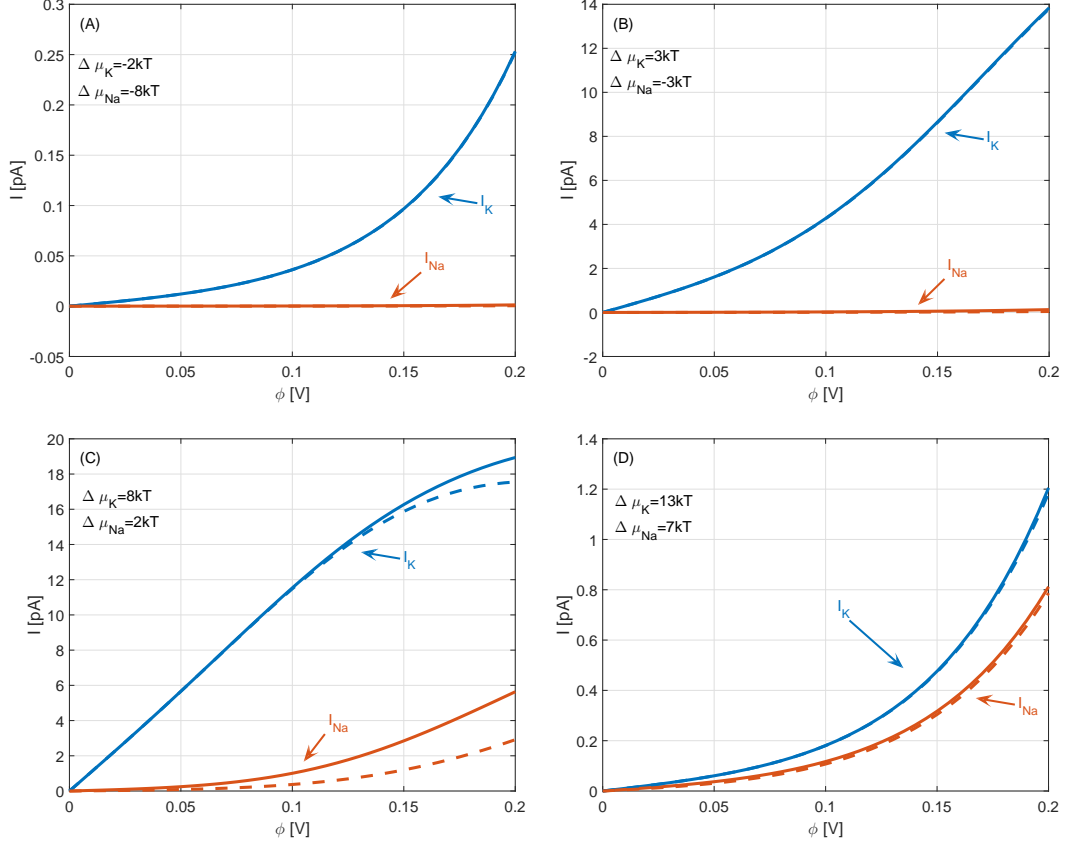 (A)
Δ μK=-2kT
Δ μNa=-8kT
IK
INa
I [pA]
0.3
0.25
0.2
0.15
0.1
0.05
0
-0.05
0 0.05 0.1 0.15 0.2
ϕ [V]
(B)
Δ μK=3kT
Δ μNa=-3kT
IK
INa
I [pA]
14
12
10
8
6
4
2
0
-2
0 0.05 0.1 0.15 0.2
ϕ [V]
(C)
Δ μK=8kT
Δ μNa=2kT
IK
INa
I [pA]
20
18
16
14
12
10
8
6
4
2
0
0 0.05 0.1 0.15 0.2
ϕ [V]
(D)
Δ μK=13kT
Δ μNa=7kT
IK
INa
I [pA]
1.4
1.2
1
0.8
0.6
0.4
0.2
0
0 0.05 0.1 0.15 0.2
ϕ [V]